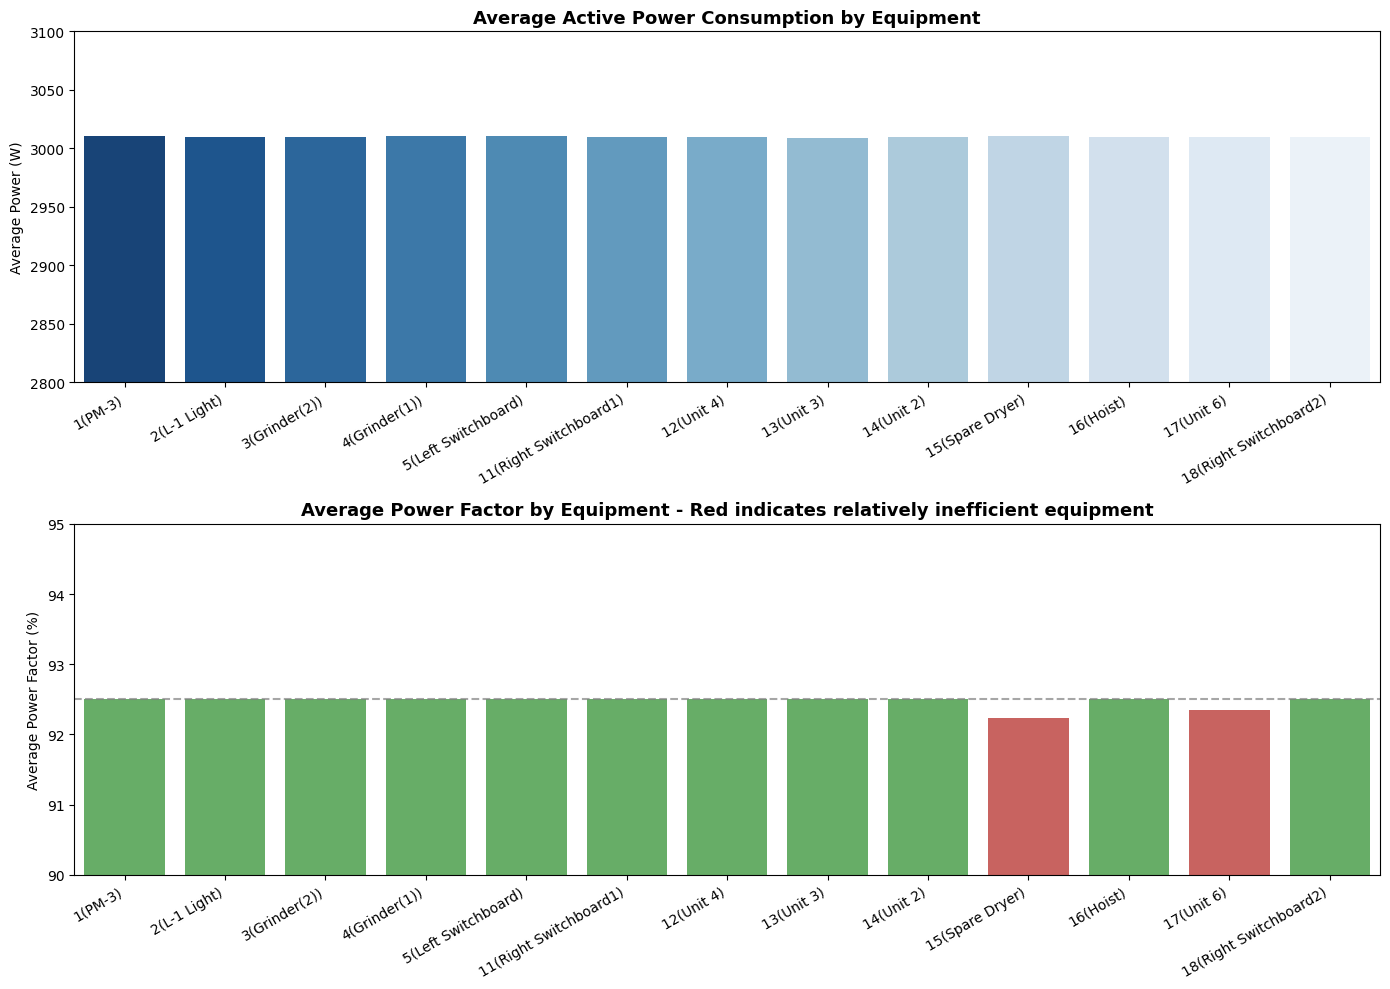 Average Active Power Consumption by Equipment
Average Power (W)
3100
3050
3000
2950
2900
2850
2800
1(PM-3)
2(L-1 Light)
3(Grinder(2))
4(Grinder(1))
5(Left Switchboard)
11(Right Switchboard1)
12(Unit 4)
13(Unit 3)
14(Unit 2)
15(Spare Dryer)
16(Hoist)
17(Unit 6)
18(Right Switchboard2)
Average Power Factor by Equipment - Red indicates relatively inefficient equipment
Average Power Factor (%)
95
94
93
92
91
90
1(PM-3)
2(L-1 Light)
3(Grinder(2))
4(Grinder(1))
5(Left Switchboard)
11(Right Switchboard1)
12(Unit 4)
13(Unit 3)
14(Unit 2)
15(Spare Dryer)
16(Hoist)
17(Unit 6)
18(Right Switchboard2)